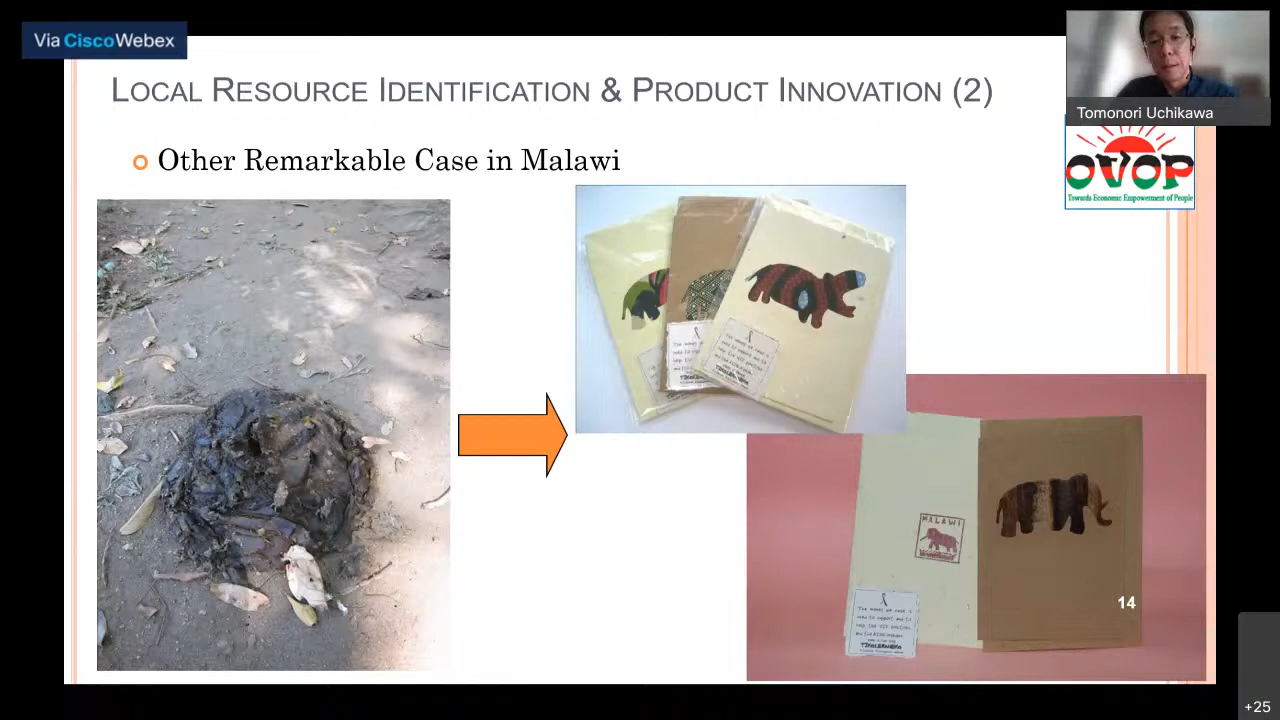 Via CiscoWebex
LOCAL RESOURCE IDENTIFICATION & PRODUCT INNOVATION (2)
Tomonori Uchikawa
OVOP
Towards Economic Empowerment of People
Other Remarkable Case in Malawi
MALAWI
14
+25